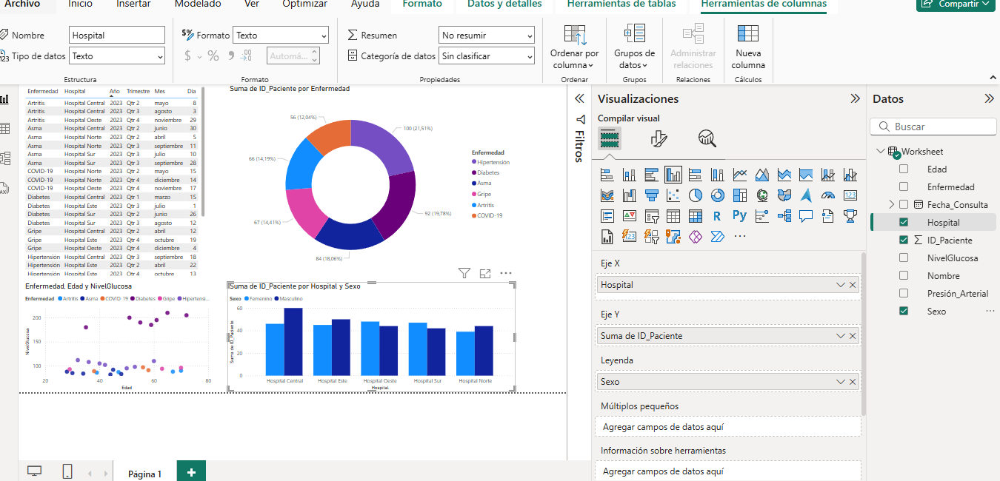 Archivo Inicio Insertar Modelado Ver Optimizar Ayuda Formato Datos y detalles Herramientas de tablas Herramientas de columnas Compartir
Nombre Hospital
Tipo de datos Texto
Estructura
Formato Texto
$ % Automá...
Formato
Resumen No resumir
Categoría de datos Sin clasificar
Propiedades
Ordenar por
columna
Ordenar
Grupos de
datos
Grupos
Administrar
relaciones
Relaciones
Nueva
columna
Cálculos
Enfermedad Hospital Año Trimestre Mes Día
Artritis Hospital Central 2023 Qtr 2 mayo 8
Artritis Hospital Central 2023 Qtr 3 agosto 3
Artritis Hospital Oeste 2023 Qtr 4 noviembre 29
Asma Hospital Central 2023 Qtr 2 junio 30
Asma Hospital Norte 2023 Qtr 2 abril 5
Asma Hospital Norte 2023 Qtr 3 septiembre 11
Asma Hospital Sur 2023 Qtr 3 julio 10
Asma Hospital Sur 2023 Qtr 3 septiembre 28
COVID-19 Hospital Norte 2023 Qtr 2 mayo 15
COVID-19 Hospital Norte 2023 Qtr 4 diciembre 14
COVID-19 Hospital Oeste 2023 Qtr 4 noviembre 17
Diabetes Hospital Central 2023 Qtr 1 marzo 15
Diabetes Hospital Este 2023 Qtr 3 julio 1
Diabetes Hospital Sur 2023 Qtr 2 junio 26
Diabetes Hospital Sur 2023 Qtr 3 agosto 12
Gripe Hospital Central 2023 Qtr 2 abril 12
Gripe Hospital Este 2023 Qtr 4 octubre 19
Gripe Hospital Oeste 2023 Qtr 4 diciembre 4
Hipertensión Hospital Central 2023 Qtr 3 septiembre 18
Hipertensión Hospital Este 2023 Qtr 2 abril 22
Hipertensión Hospital Este 2023 Qtr 4 octubre 13
Suma de ID_Paciente por Enfermedad
56 (12,04%)
100 (21,51%)
66 (14,19%)
67 (14,41%)
92 (19,78%)
84 (18,06%)
Enfermedad
Hipertensión
Diabetes
Asma
Gripe
Artritis
COVID-19
Enfermedad, Edad y NivelGlucosa
Enfermedad Artritis Asma COVID-19 Diabetes Gripe Hipertensi...
NivelGlucosa
200
150
100
20 40 60 80
Edad
Suma de ID_Paciente por Hospital y Sexo
Sexo Femenino Masculino
Suma de ID_Paciente
60
40
20
0
Hospital Central Hospital Este Hospital Oeste Hospital Sur Hospital Norte
Hospital
Página 1
Filtros
Visualizaciones
Compilar visual
Eje X
Hospital
Eje Y
Suma de ID_Paciente
Leyenda
Sexo
Múltiplos pequeños
Agregar campos de datos aquí
Información sobre herramientas
Agregar campos de datos aquí
Datos
Buscar
Worksheet
Edad
Enfermedad
Fecha_Consulta
Hospital
ID_Paciente
NivelGlucosa
Nombre
Presión_Arterial
Sexo